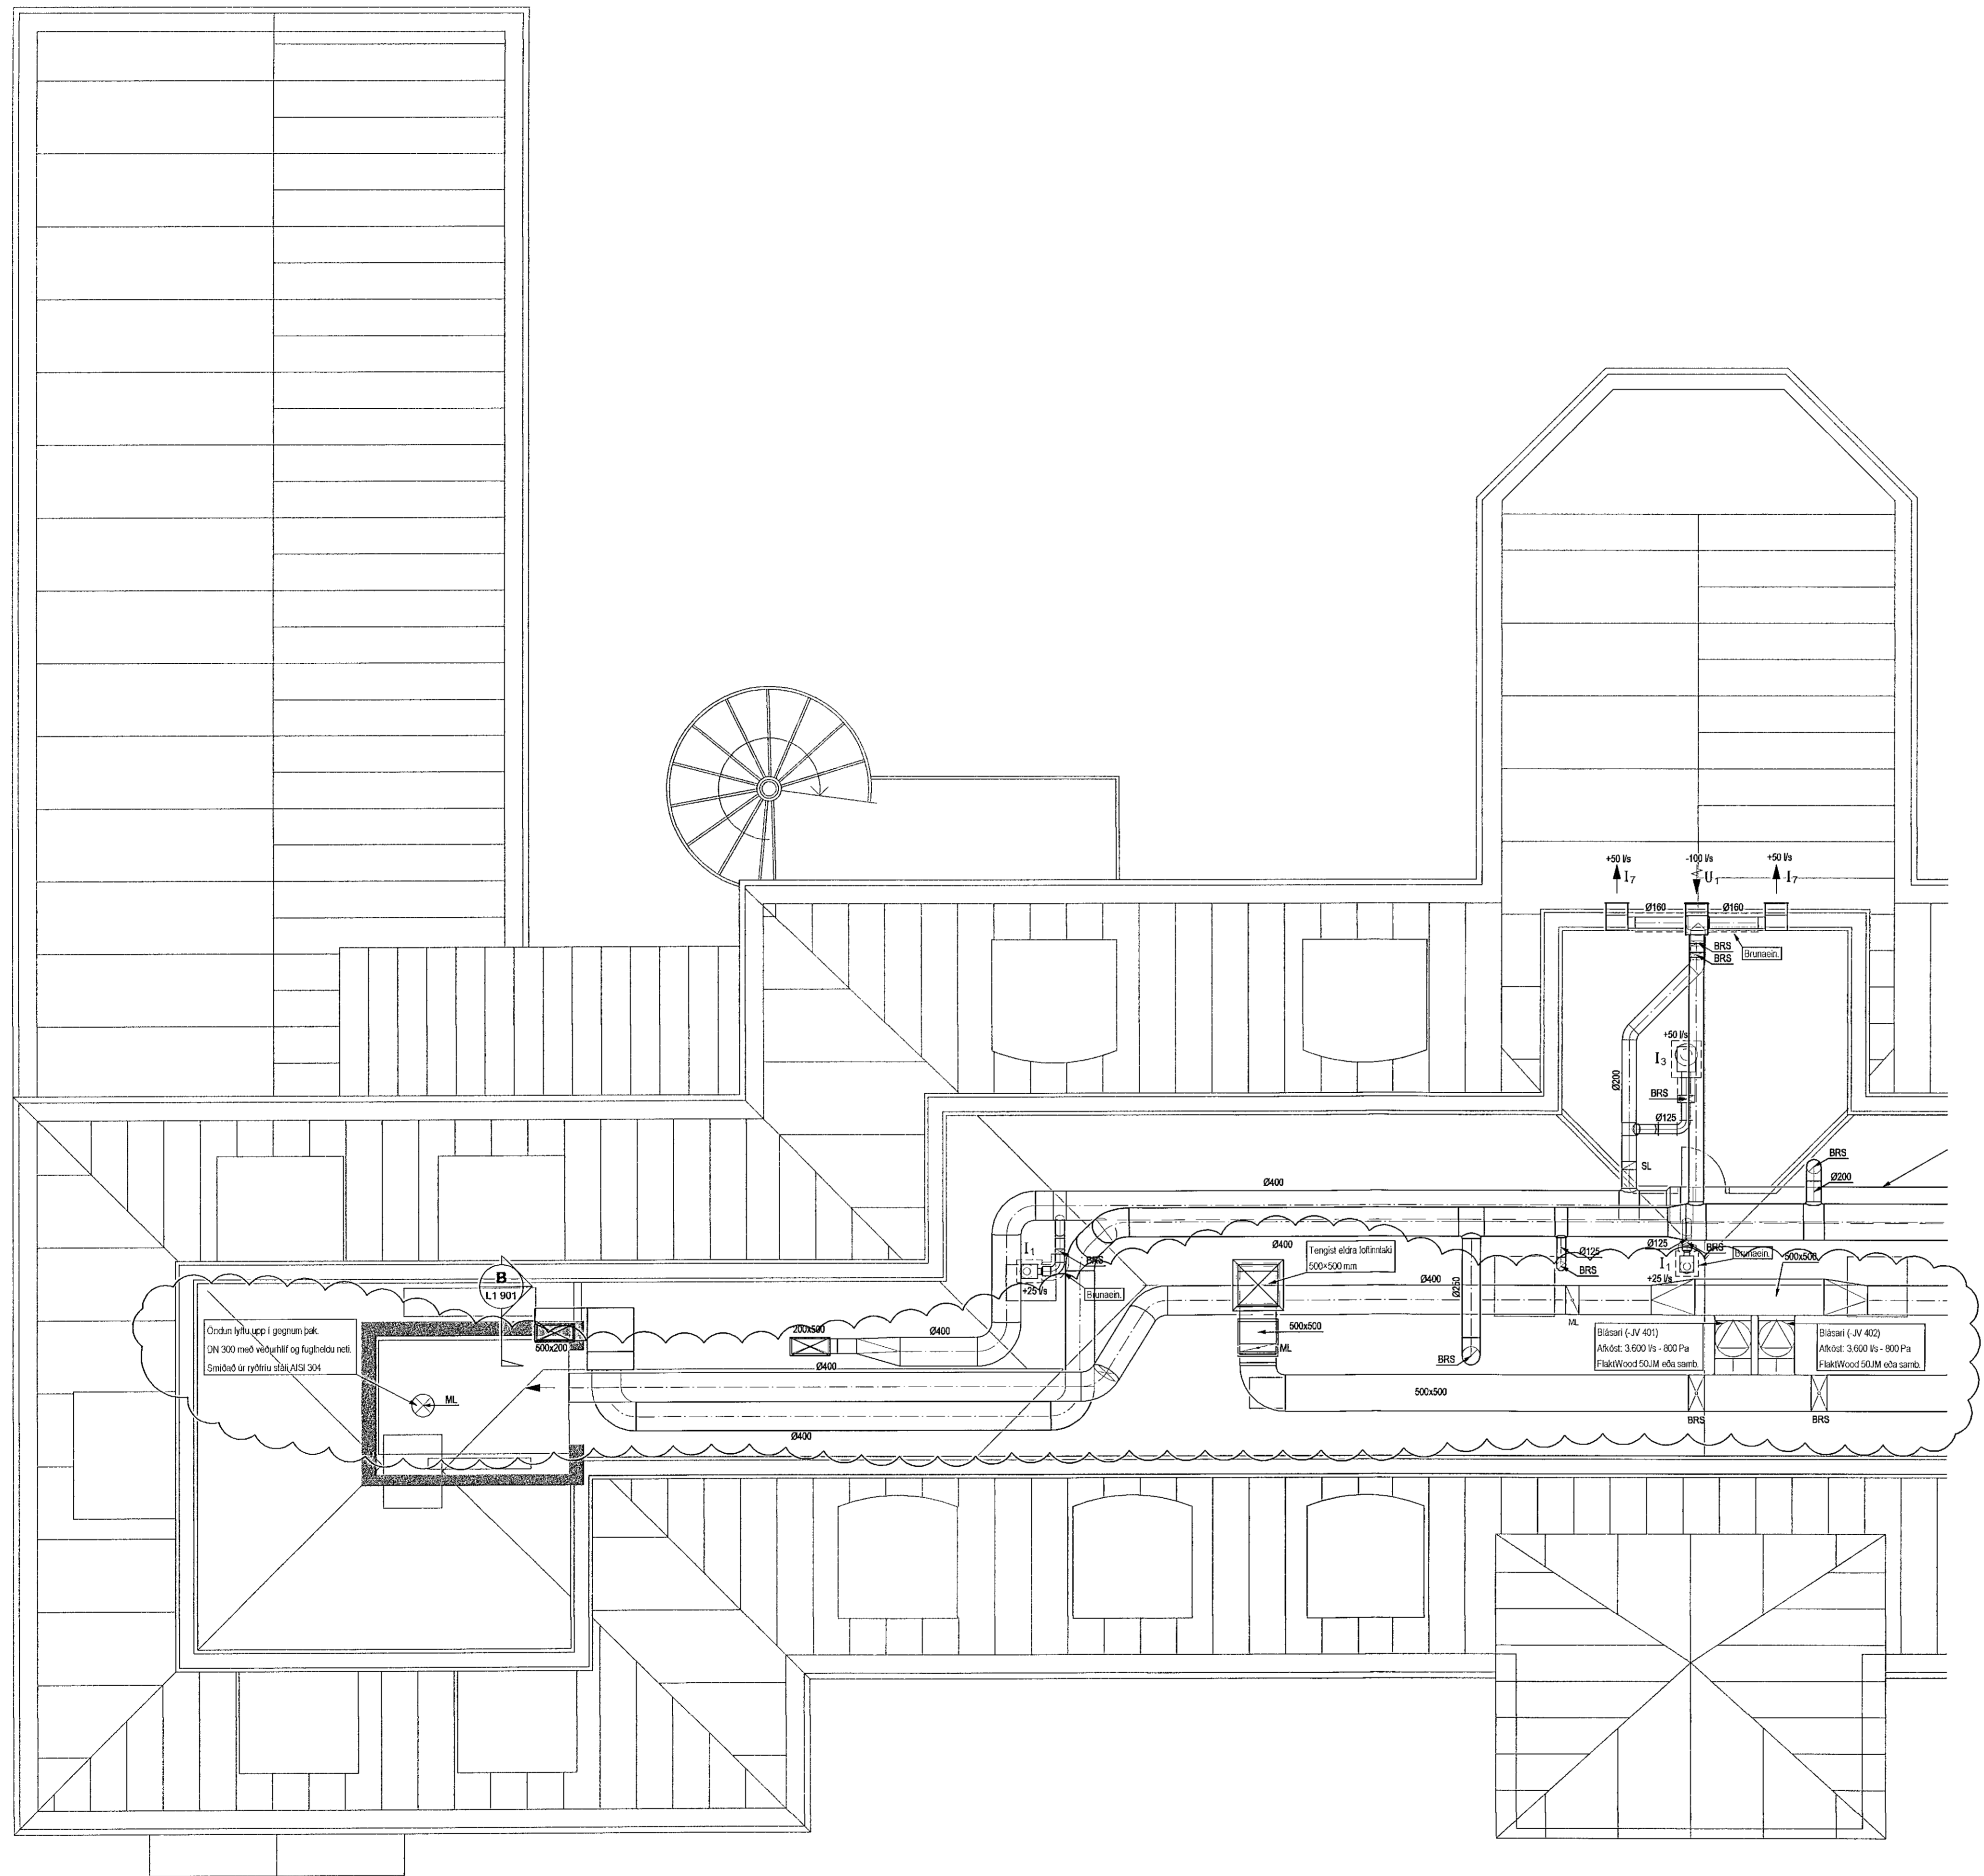 +50 l/s
-100 l/s
+50 l/s
I7
U1
I7
Ø160
Ø160
BRS
BRS
Brunaein.
+50 l/s
I3
Ø200
BRS
Ø125
SL
BRS
Ø200
Ø400
I1
BRS
+25 l/s
Brunaein.
Ø400
Tengist eldra loftinntaki
500×500 mm
Ø250
Ø125
BRS
Ø125
BRS
Brunaein.
I1
+25 l/s
500x500
Ø400
ML
B
L1 901
Öndun lyftu upp í gegnum þak.
DN 300 með veðurhlíf og fuglheldu neti.
Smíðað úr ryðfríu stáli AISI 304
500x200
200x500
Ø400
Ø400
500x500
ML
BRS
Blásari (-JV 401)
Afköst: 3.600 l/s - 800 Pa
FlaktWood 50JM eða samb.
Blásari (-JV 402)
Afköst: 3.600 l/s - 800 Pa
FlaktWood 50JM eða samb.
ML
500x500
BRS
BRS
Ø400